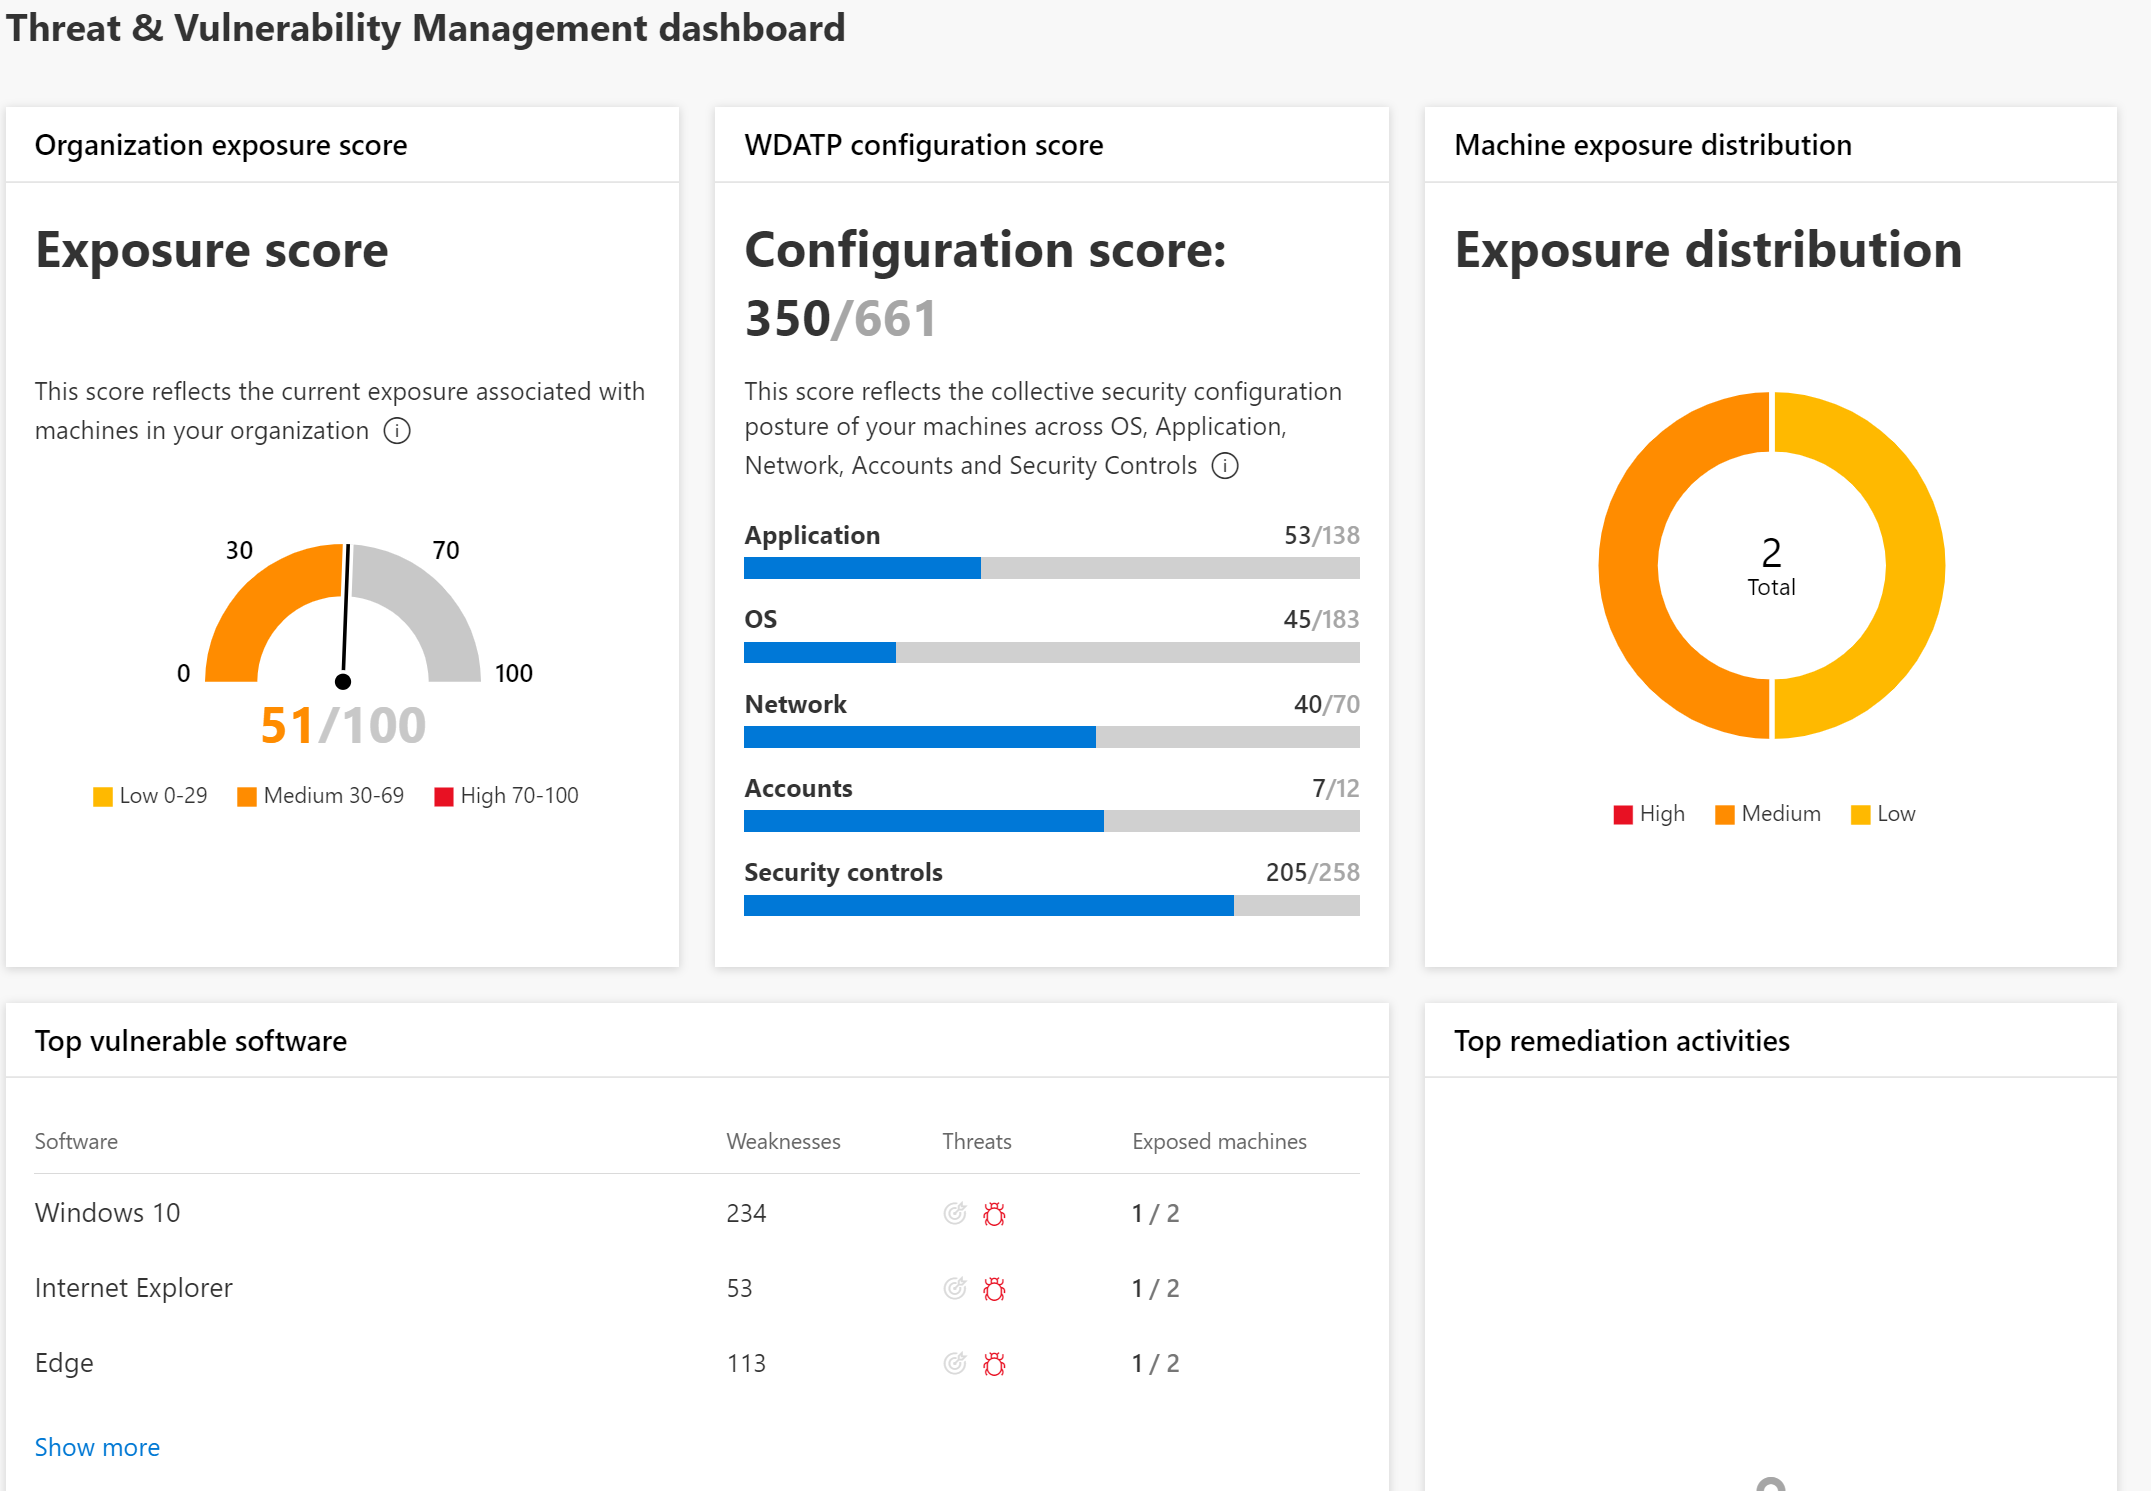 Threat & Vulnerability Management dashboard
Organization exposure score
Exposure score
This score reflects the current exposure associated with
machines in your organization
30
70
0
100
51/100
Low 0-29
Medium 30-69
High 70-100
WDATP configuration score
Configuration score:
350/661
This score reflects the collective security configuration
posture of your machines across OS, Application,
Network, Accounts and Security Controls
Application 53/138
OS 45/183
Network 40/70
Accounts 7/12
Security controls 205/258
Machine exposure distribution
Exposure distribution
2
Total
High
Medium
Low
Top vulnerable software
Software Weaknesses Threats Exposed machines
Windows 10 234 1 / 2
Internet Explorer 53 1 / 2
Edge 113 1 / 2
Show more
Top remediation activities